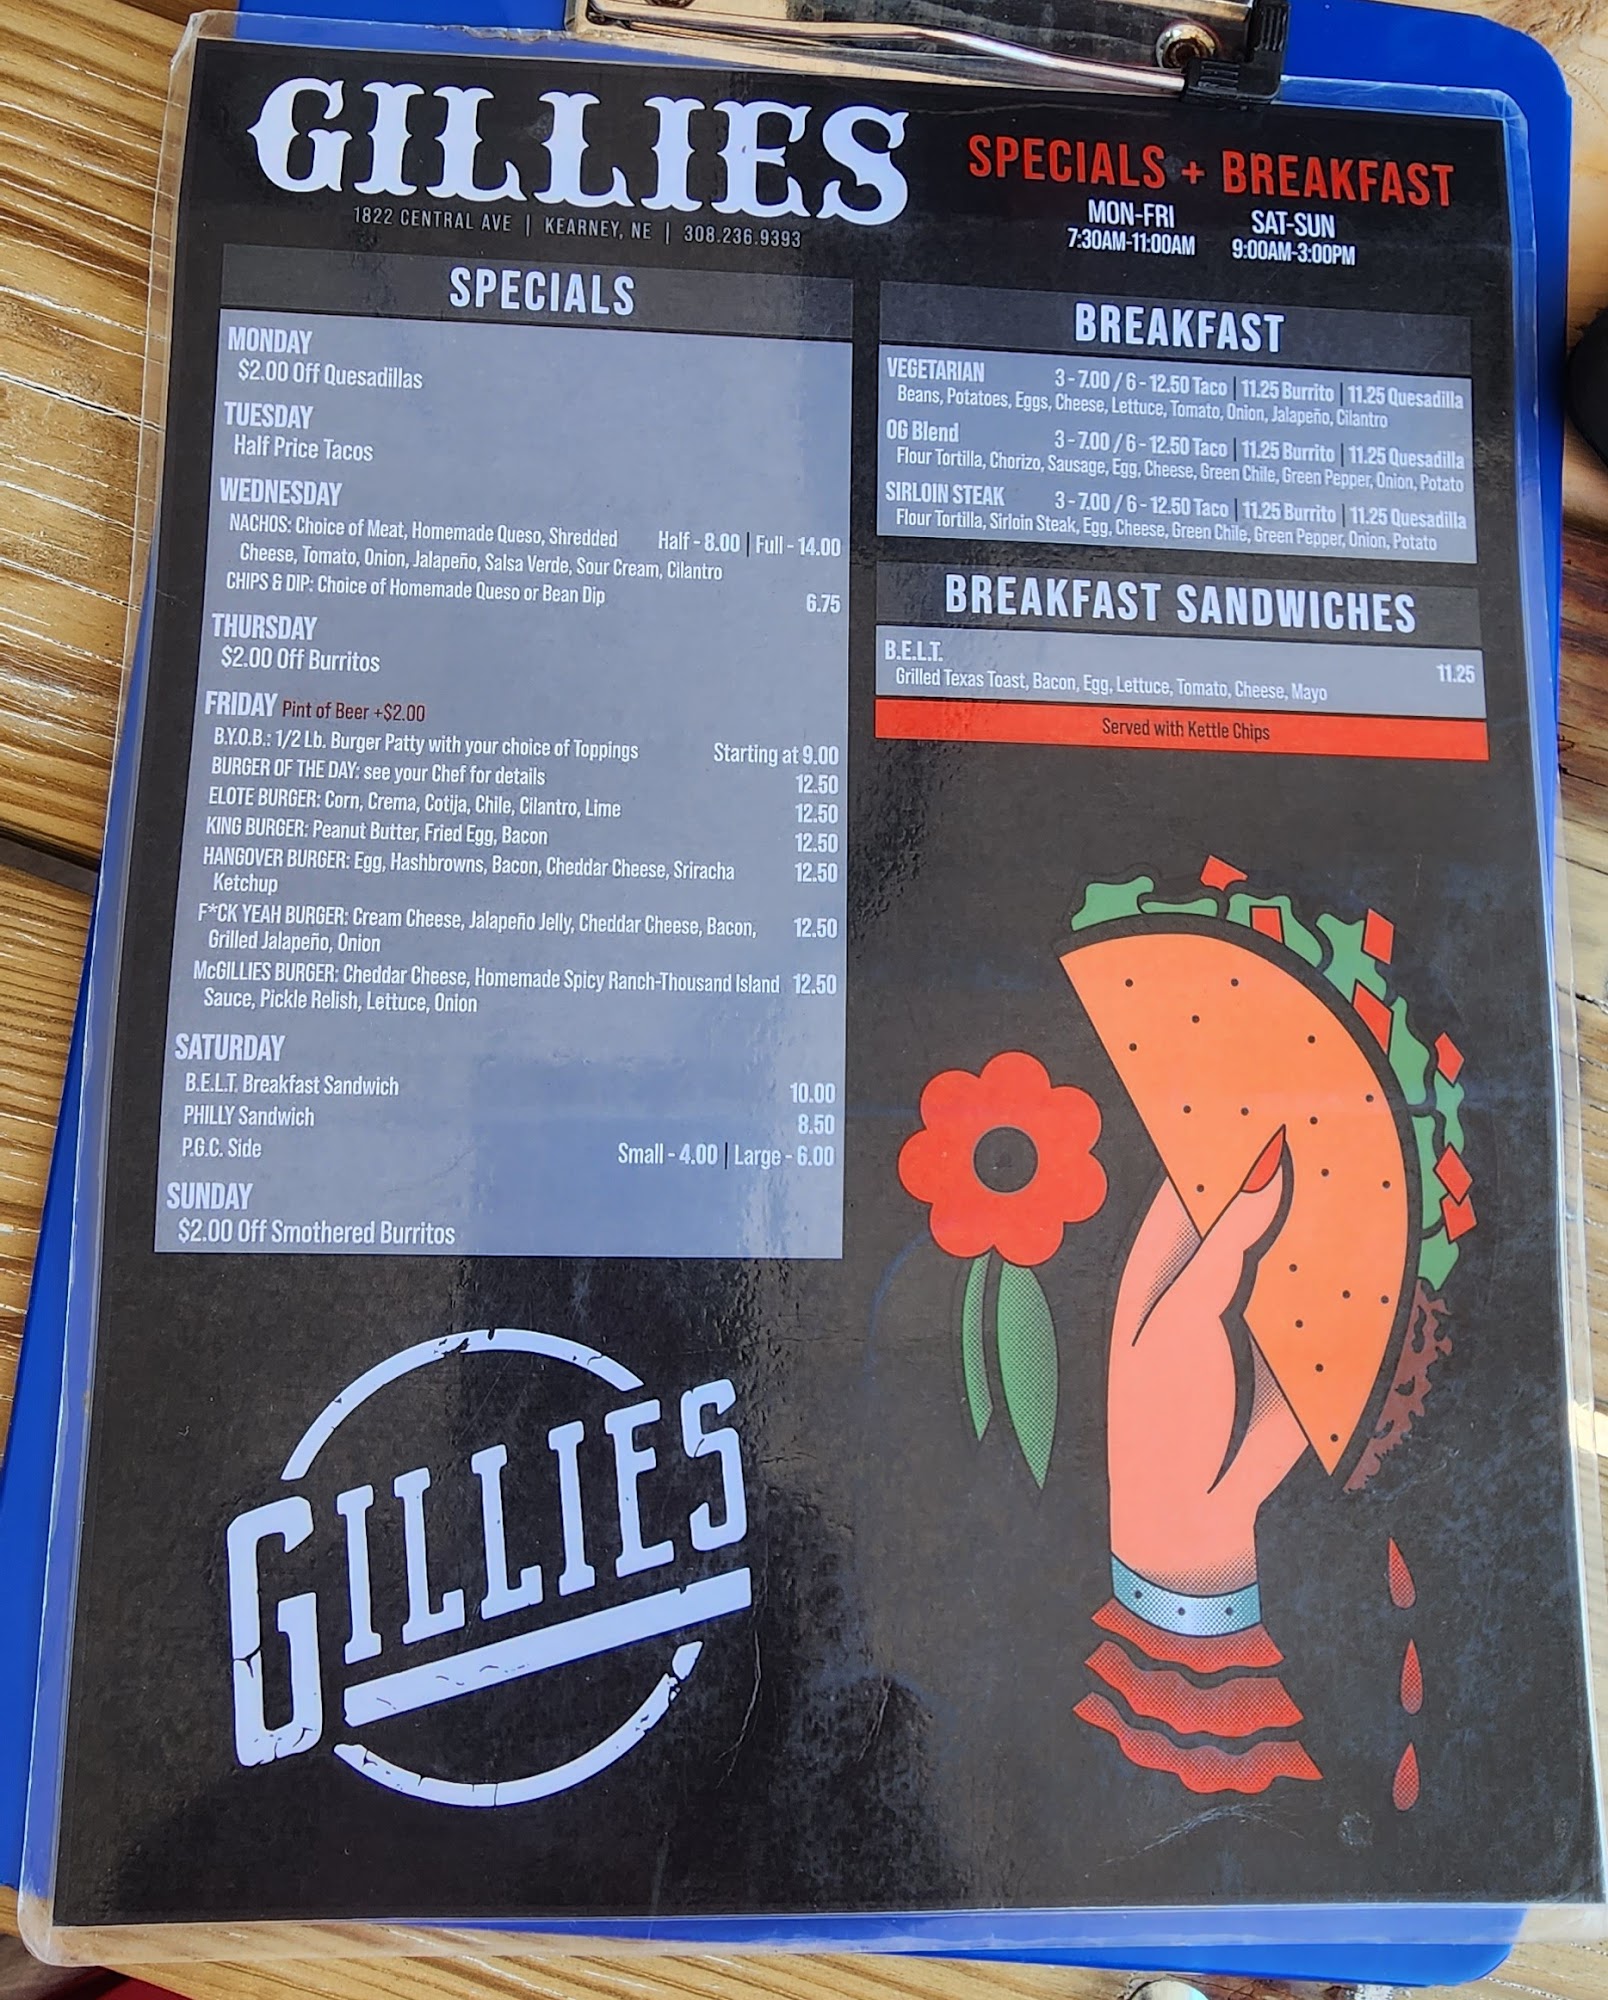 GILLIES
1822 CENTRAL AVE | KEARNEY, NE | 308.236.9393
SPECIALS + BREAKFAST
MON-FRI
7:30AM-11:00AM
SAT-SUN
9:00AM-3:00PM
SPECIALS
MONDAY
$2.00 Off Quesadillas
TUESDAY
Half Price Tacos
WEDNESDAY
NACHOS: Choice of Meat, Homemade Queso, Shredded Half - 8.00 | Full - 14.00
Cheese, Tomato, Onion, Jalapeño, Salsa Verde, Sour Cream, Cilantro
CHIPS & DIP: Choice of Homemade Queso or Bean Dip 6.75
THURSDAY
$2.00 Off Burritos
FRIDAY Pint of Beer +$2.00
B.Y.O.B.: 1/2 Lb. Burger Patty with your choice of Toppings Starting at 9.00
BURGER OF THE DAY: see your Chef for details 12.50
ELOTE BURGER: Corn, Crema, Cotija, Chile, Cilantro, Lime 12.50
KING BURGER: Peanut Butter, Fried Egg, Bacon 12.50
HANGOVER BURGER: Egg, Hashbrowns, Bacon, Cheddar Cheese, Sriracha 12.50
Ketchup
F*CK YEAH BURGER: Cream Cheese, Jalapeño Jelly, Cheddar Cheese, Bacon, 12.50
Grilled Jalapeño, Onion
McGILLIES BURGER: Cheddar Cheese, Homemade Spicy Ranch-Thousand Island 12.50
Sauce, Pickle Relish, Lettuce, Onion
SATURDAY
B.E.L.T. Breakfast Sandwich 10.00
PHILLY Sandwich 8.50
P.G.C. Side Small - 4.00 | Large - 6.00
SUNDAY
$2.00 Off Smothered Burritos
BREAKFAST
VEGETARIAN 3 - 7.00 / 6 - 12.50 Taco | 11.25 Burrito | 11.25 Quesadilla
Beans, Potatoes, Eggs, Cheese, Lettuce, Tomato, Onion, Jalapeño, Cilantro
OG Blend 3 - 7.00 / 6 - 12.50 Taco | 11.25 Burrito | 11.25 Quesadilla
Flour Tortilla, Chorizo, Sausage, Egg, Cheese, Green Chile, Green Pepper, Onion, Potato
SIRLOIN STEAK 3 - 7.00 / 6 - 12.50 Taco | 11.25 Burrito | 11.25 Quesadilla
Flour Tortilla, Sirloin Steak, Egg, Cheese, Green Chile, Green Pepper, Onion, Potato
BREAKFAST SANDWICHES
B.E.L.T. 11.25
Grilled Texas Toast, Bacon, Egg, Lettuce, Tomato, Cheese, Mayo
Served with Kettle Chips
GILLIES